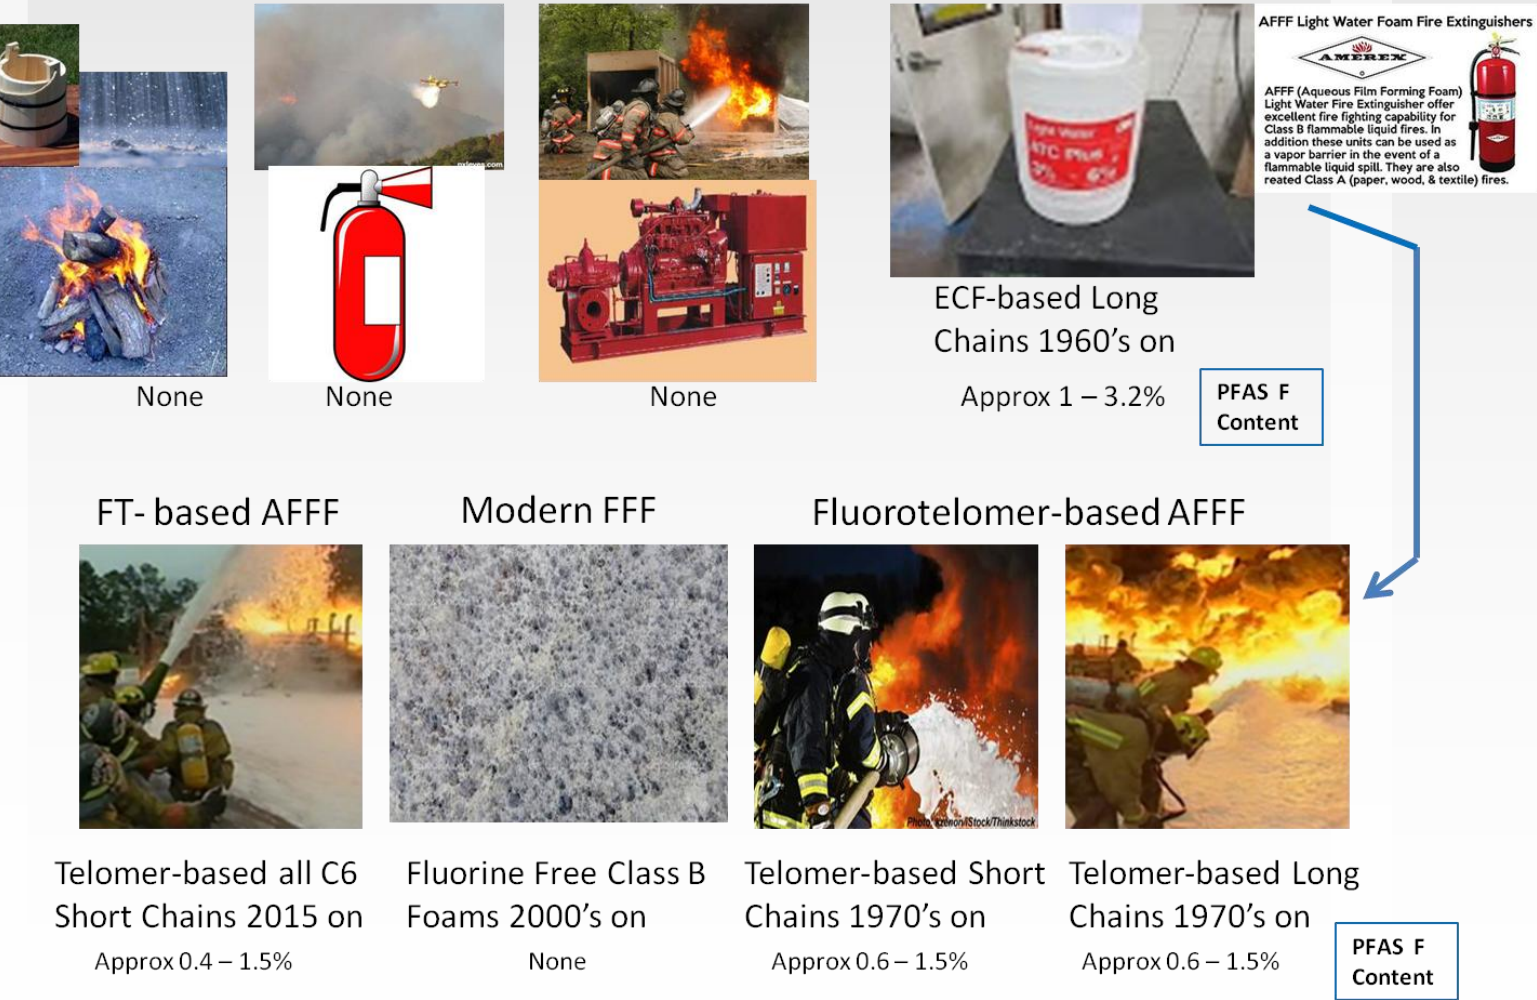 AFFF Light Water Foam Fire Extinguishers
AMEREX
AFFF (Aqueous Film Forming Foam)
Light Water Fire Extinguisher offer
excellent fire fighting capability for
Class B flammable liquid fires. In
addition these units can be used as
a vapor barrier in the event of a
flammable liquid spill. They are also
reated Class A (paper, wood, & textile) fires.
Light Water
ATC Plus
3% 6%
ECF-based Long
Chains 1960's on
None
None
None
Approx 1 – 3.2%
PFAS F
Content
FT- based AFFF
Modern FFF
Fluorotelomer-based AFFF
Photo: kzenon/iStock/Thinkstock
Telomer-based all C6
Short Chains 2015 on
Fluorine Free Class B
Foams 2000's on
Telomer-based Short
Chains 1970's on
Telomer-based Long
Chains 1970's on
Approx 0.4 – 1.5%
None
Approx 0.6 – 1.5%
Approx 0.6 – 1.5%
PFAS F
Content